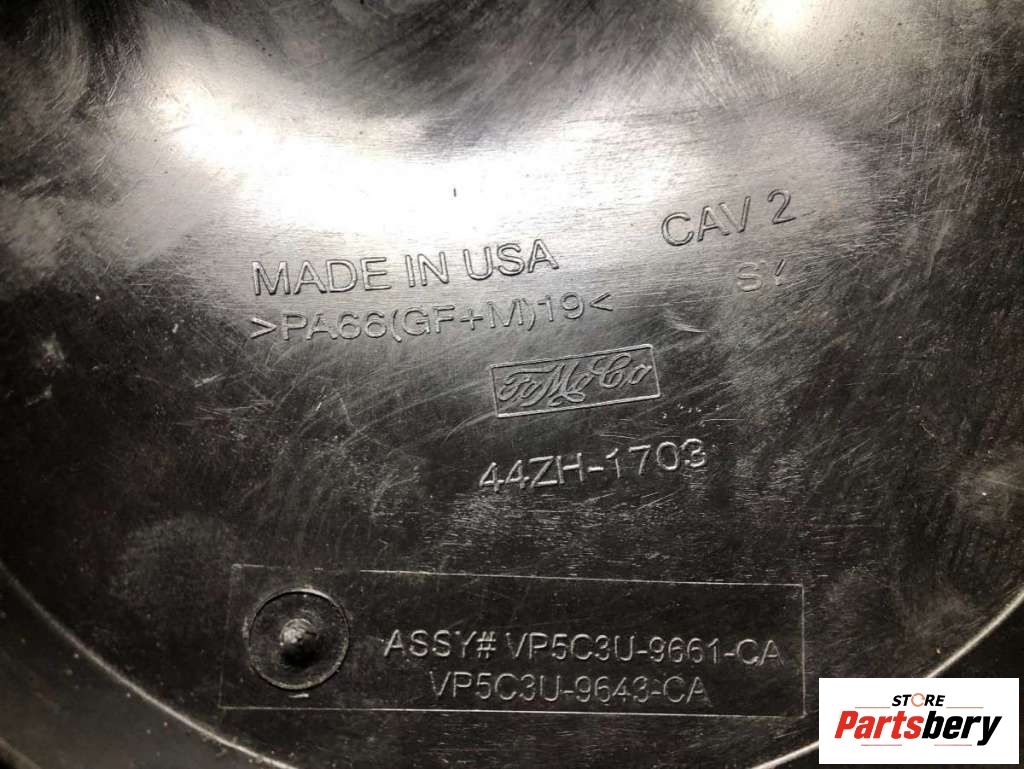 CAV 2
MADE IN USA
>PA66(GF+M)19<
FoMoCo
44ZH-1703
ASSY# VP5C3U-9661-CA
VP5C3U-9643-CA
STORE
Partsbery